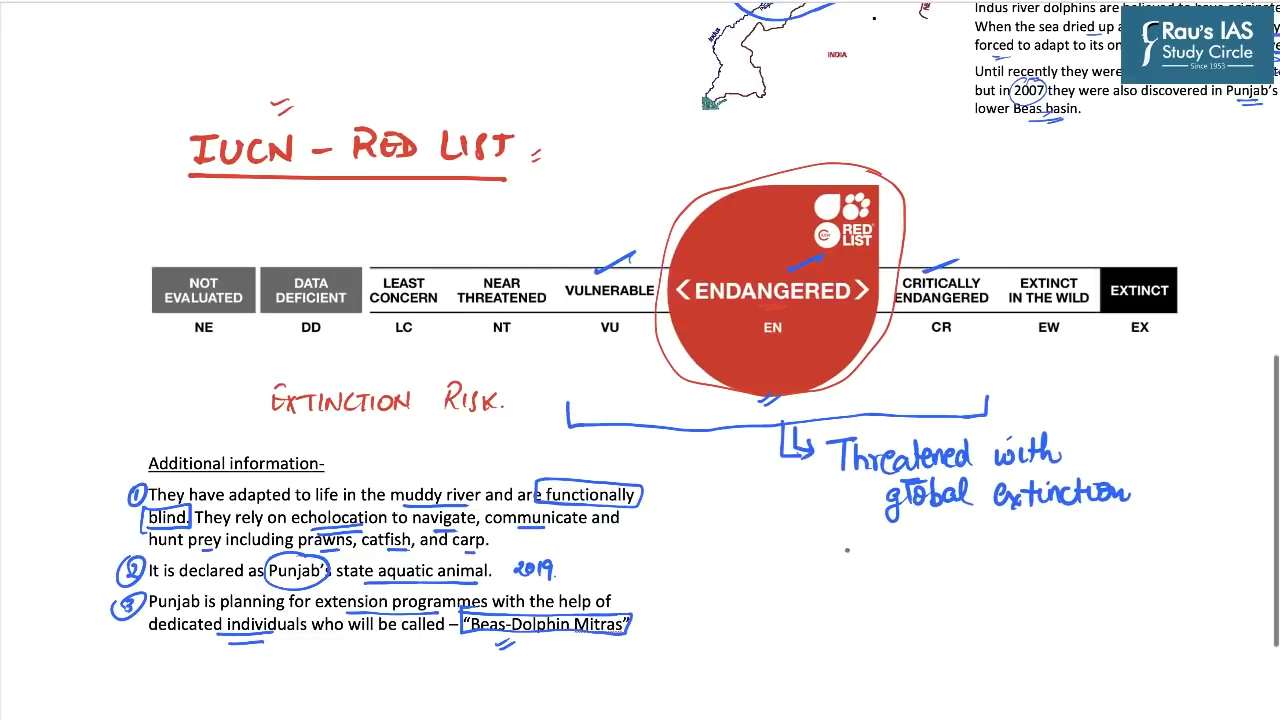 Indus river dolphins are believed to have originate
When the sea dried up a
forced to adapt to its on
Until recently they were
but in 2007 they were also discovered in Punjab's
lower Beas basin.
Rau's IAS
Study Circle
Since 1953
Indus
INDIA
IUCN – RED LIST
RED
LIST
NOT
EVALUATED
DATA
DEFICIENT
LEAST
CONCERN
NEAR
THREATENED
VULNERABLE
<ENDANGERED>
CRITICALLY
ENDANGERED
EXTINCT
IN THE WILD
EXTINCT
NE DD LC NT VU EN CR EW EX
EXTINCTION RISK.
Threatened with
global extinction
Additional information-
1 They have adapted to life in the muddy river and are functionally
blind. They rely on echolocation to navigate, communicate and
hunt prey including prawns, catfish, and carp.
2 It is declared as Punjab's state aquatic animal. 2019.
3 Punjab is planning for extension programmes with the help of
dedicated individuals who will be called – "Beas-Dolphin Mitras"